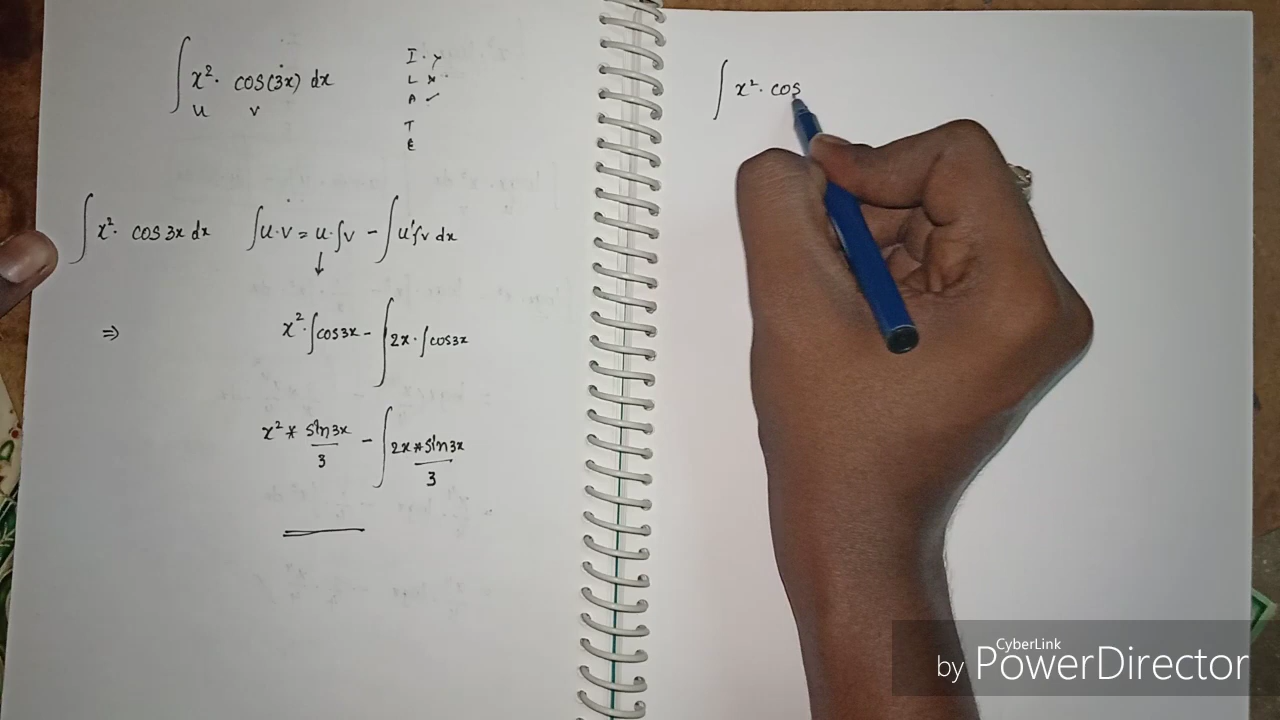 ∫ x². cos(3x) dx
u v
I. ×
L ×.
A ✓
T
E
∫ x². cos 3x dx ∫u.v = u.∫v - ∫u'∫v dx
↓
⇒ x².∫cos3x - ∫2x.∫cos3x
x² * sin3x/3 - ∫2x*sin3x/3
∫ x². cos
CyberLink
by PowerDirector